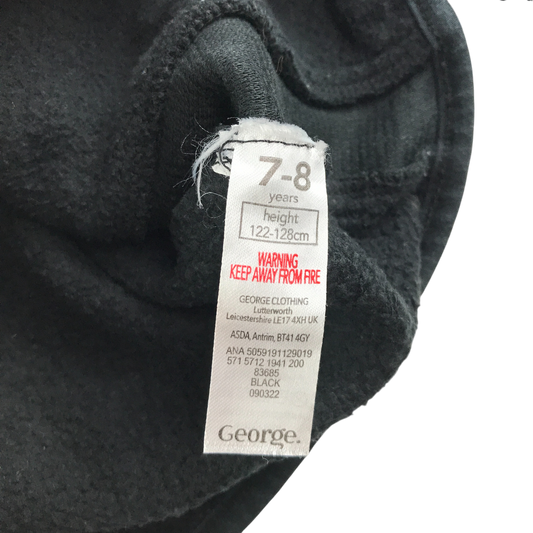 7-8
years
height
122-128cm
WARNING
KEEP AWAY FROM FIRE
GEORGE CLOTHING
Lutterworth
Leicestershire LE17 4XH UK
ASDA, Antrim, BT41 4GY
ANA 5059191129019
571 5712 1941 200
83685
BLACK
090322
George.